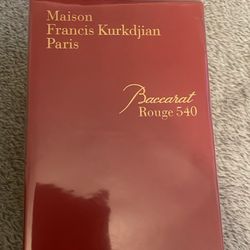 Maison
Francis Kurkdjian
Paris
Baccarat
Rouge 540